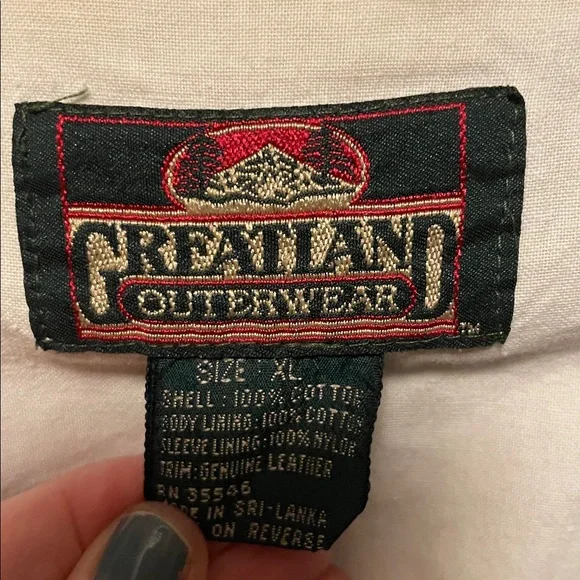 GREATLAND
OUTERWEAR
TM
SIZE : XL
SHELL : 100% COTTON
BODY LINING : 100% COTTON
SLEEVE LINING : 100% NYLON
TRIM : GENUINE LEATHER
RN 35546
MADE IN SRI-LANKA
ON REVERSE